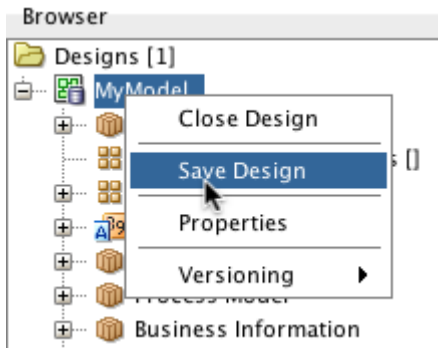 Browser
Designs [1]
MyModel
Close Design
Save Design
s []
Properties
Versioning
Business Information